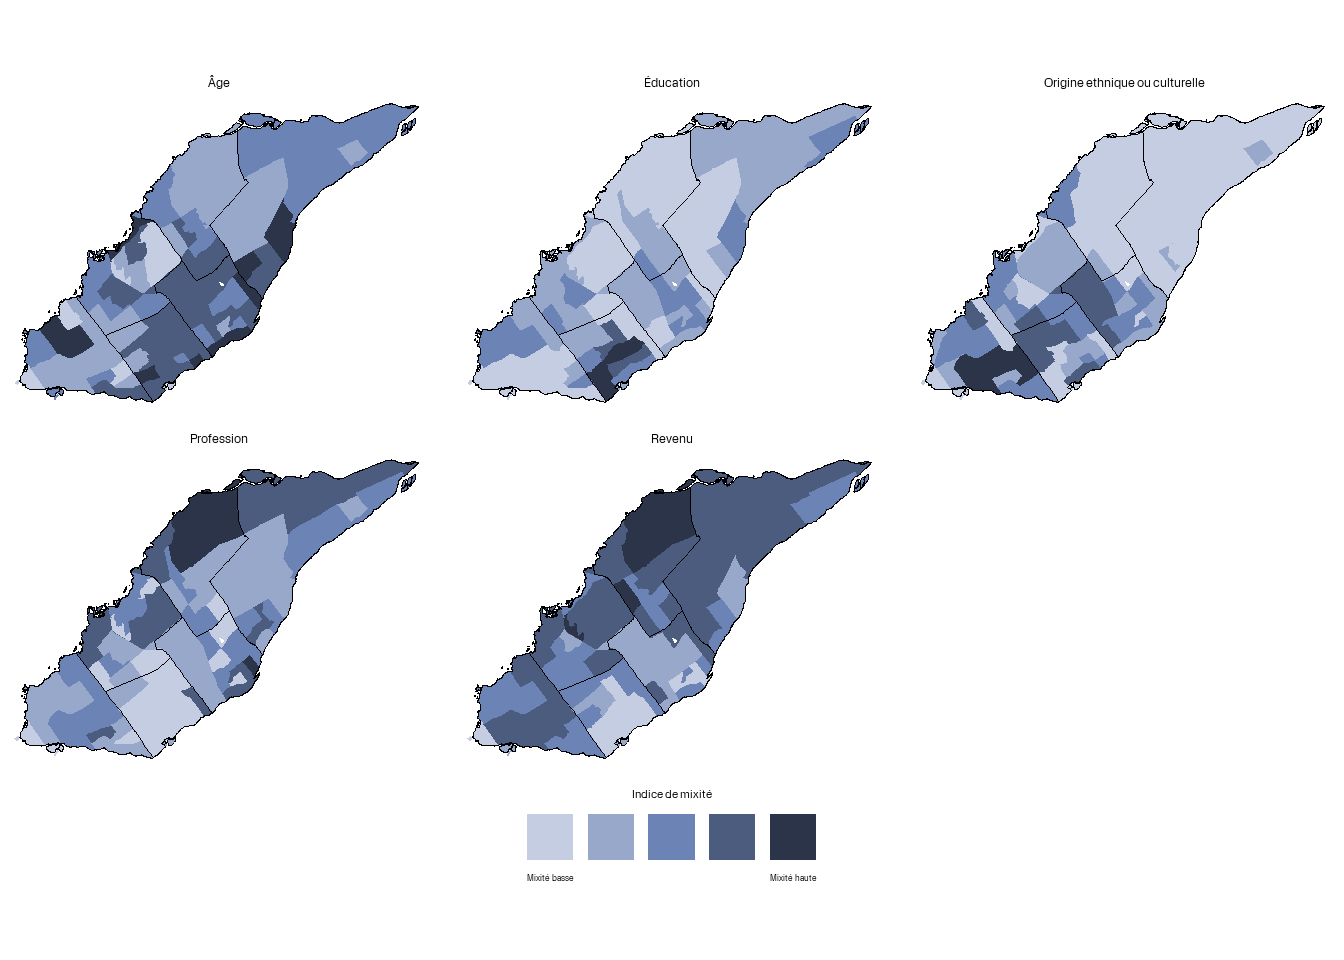 Âge
Éducation
Origine ethnique ou culturelle
Profession
Revenu
Indice de mixité
Mixité basse
Mixité haute